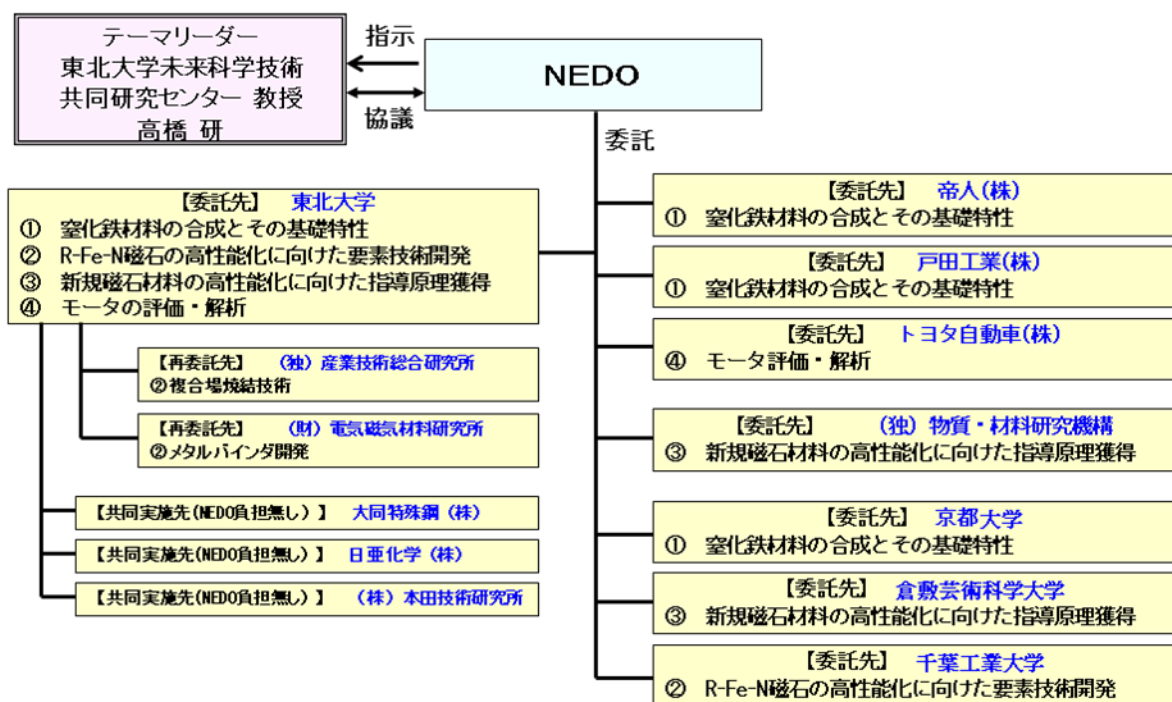 テーマリーダー
東北大学未来科学技術
共同研究センター 教授
高橋 研
指示
協議
NEDO
委託
【委託先】 東北大学
① 窒化鉄材料の合成とその基礎特性
② R-Fe-N磁石の高性能化に向けた要素技術開発
③ 新規磁石材料の高性能化に向けた指導原理獲得
④ モータの評価・解析
【再委託先】 (独)産業技術総合研究所
②複合場焼結技術
【再委託先】 (財)電気磁気材料研究所
②メタルバインダ開発
【共同実施先(NEDO負担無し)】 大同特殊鋼(株)
【共同実施先(NEDO負担無し)】 日亜化学(株)
【共同実施先(NEDO負担無し)】 (株)本田技術研究所
【委託先】 帝人(株)
① 窒化鉄材料の合成とその基礎特性
【委託先】 戸田工業(株)
① 窒化鉄材料の合成とその基礎特性
【委託先】 トヨタ自動車(株)
④ モータ評価・解析
【委託先】 (独)物質・材料研究機構
③ 新規磁石材料の高性能化に向けた指導原理獲得
【委託先】 京都大学
① 窒化鉄材料の合成とその基礎特性
【委託先】 倉敷芸術科学大学
③ 新規磁石材料の高性能化に向けた指導原理獲得
【委託先】 千葉工業大学
② R-Fe-N磁石の高性能化に向けた要素技術開発